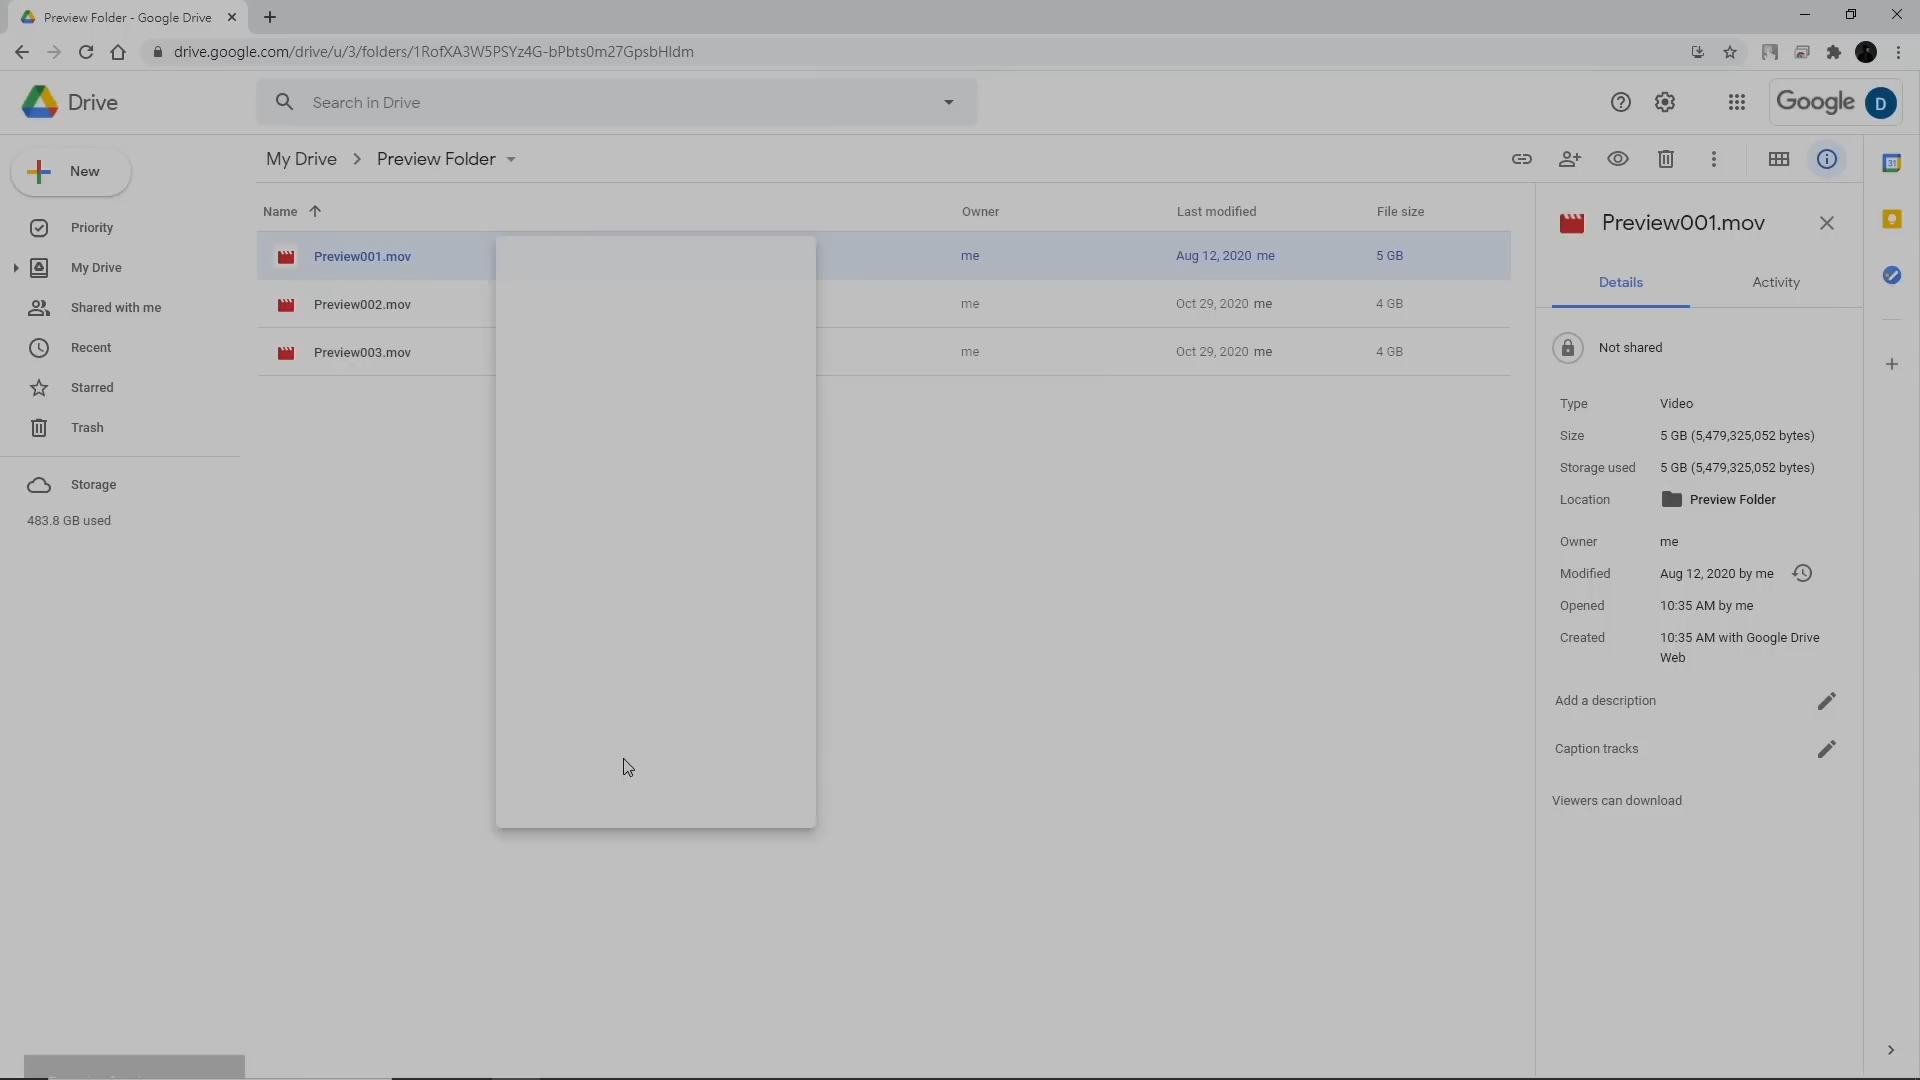 Preview Folder - Google Drive
drive.google.com/drive/u/3/folders/1RofXA3W5PSYz4G-bPbts0m27GpsbHIdm
Drive
Search in Drive
Google
D
New
My Drive
Preview Folder
Priority
My Drive
Shared with me
Recent
Starred
Trash
Storage
483.8 GB used
Name
Owner
Last modified
File size
Preview001.mov
me
Aug 12, 2020 me
5 GB
Preview002.mov
me
Oct 29, 2020 me
4 GB
Preview003.mov
me
Oct 29, 2020 me
4 GB
Preview001.mov
Details
Activity
Not shared
Type
Video
Size
5 GB (5,479,325,052 bytes)
Storage used
5 GB (5,479,325,052 bytes)
Location
Preview Folder
Owner
me
Modified
Aug 12, 2020 by me
Opened
10:35 AM by me
Created
10:35 AM with Google Drive
Web
Add a description
Caption tracks
Viewers can download
31